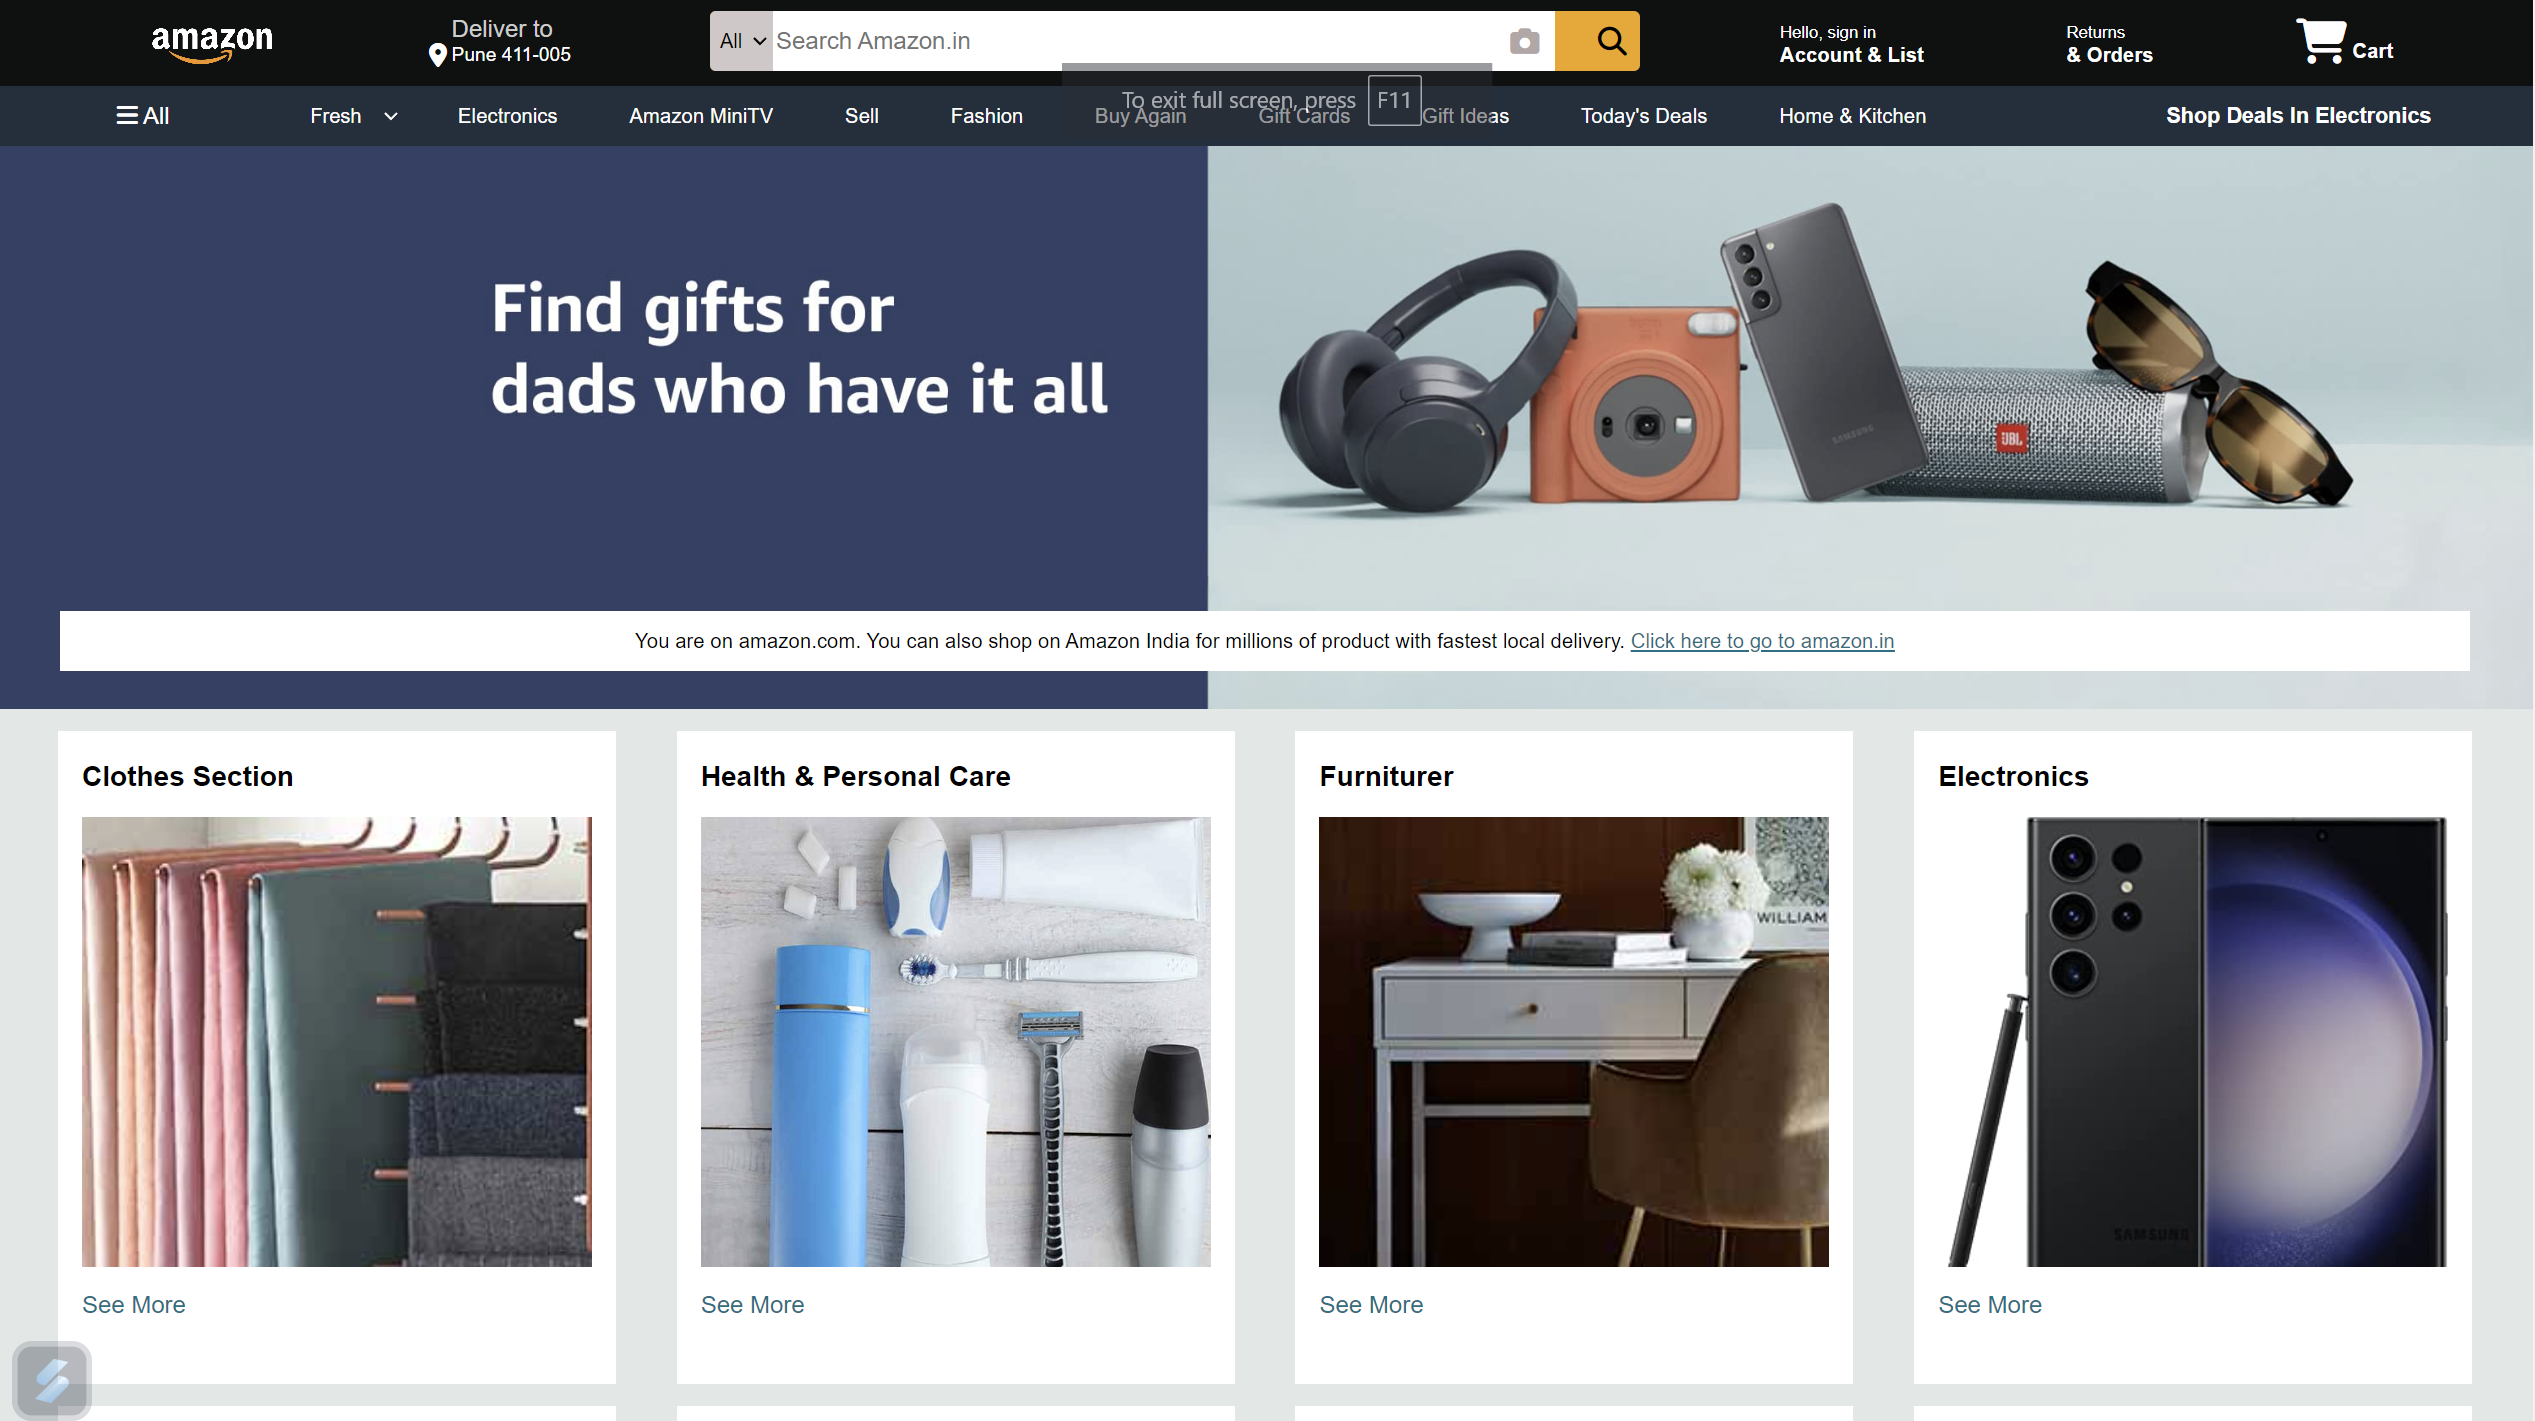 amazon
Deliver to
Pune 411-005
All
Search Amazon.in
Hello, sign in
Account & List
Returns
& Orders
Cart
All
Fresh
Electronics
Amazon MiniTV
Sell
Fashion
Buy Again
Gift Cards
Gift Ideas
Today's Deals
Home & Kitchen
Shop Deals In Electronics
To exit full screen, press F11
Find gifts for
dads who have it all
SAMSUNG
JBL
You are on amazon.com. You can also shop on Amazon India for millions of product with fastest local delivery. Click here to go to amazon.in
Clothes Section
Health & Personal Care
Furniturer
Electronics
WILLIAM
SAMSUNG
See More
See More
See More
See More